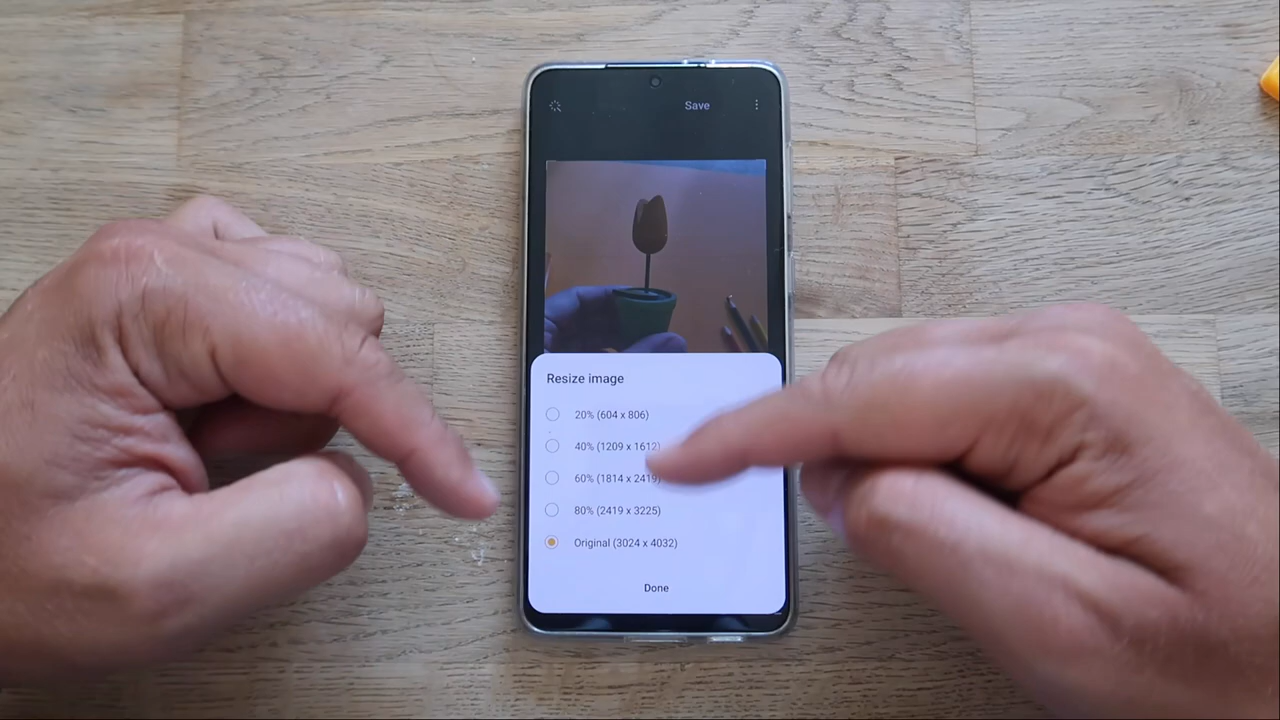 Save
Resize image
20% (604 x 806)
40% (1209 x 1612)
60% (1814 x 2419)
80% (2419 x 3225)
Original (3024 x 4032)
Done